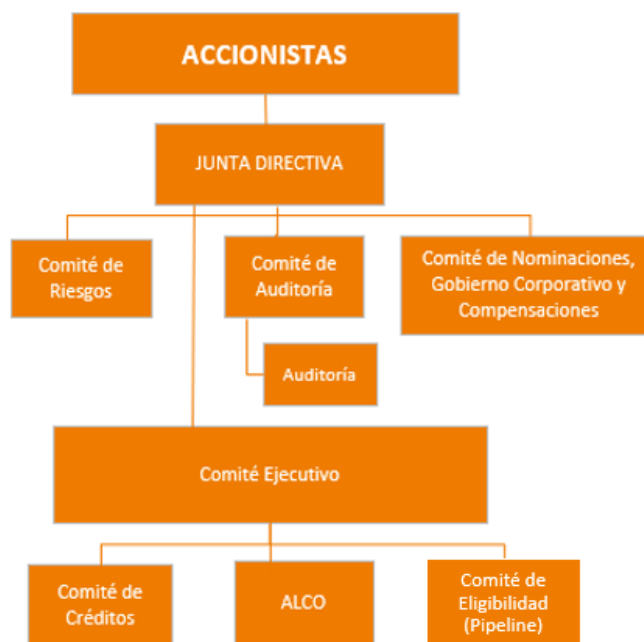 ACCIONISTAS
JUNTA DIRECTIVA
Comité de
Riesgos
Comité de
Auditoría
Comité de Nominaciones,
Gobierno Corporativo y
Compensaciones
Auditoría
Comité Ejecutivo
Comité de
Créditos
ALCO
Comité de
Eligibilidad
(Pipeline)